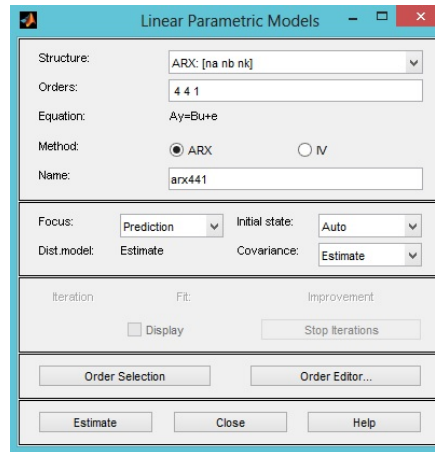 Linear Parametric Models
Structure: ARX: [na nb nk]
Orders: 4 4 1
Equation: Ay=Bu+e
Method: ARX IV
Name: arx441
Focus: Prediction Initial state: Auto
Dist.model: Estimate Covariance: Estimate
Iteration Fit: Improvement
Display Stop Iterations
Order Selection Order Editor...
Estimate Close Help